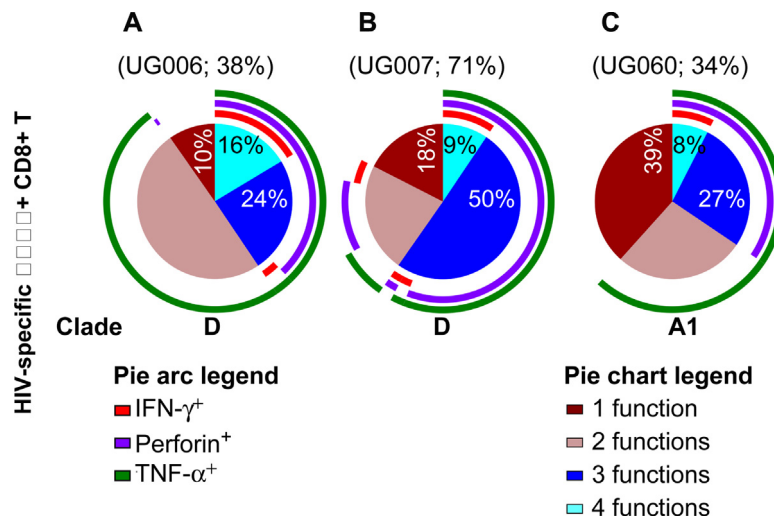 A B C
(UG006; 38%) (UG007; 71%) (UG060; 34%)
10% 16% 24%
18% 9% 50%
39% 8% 27%
HIV-specific □□□□+ CD8+ T
Clade D D A1
Pie arc legend
IFN-γ+
Perforin+
TNF-α+
Pie chart legend
1 function
2 functions
3 functions
4 functions